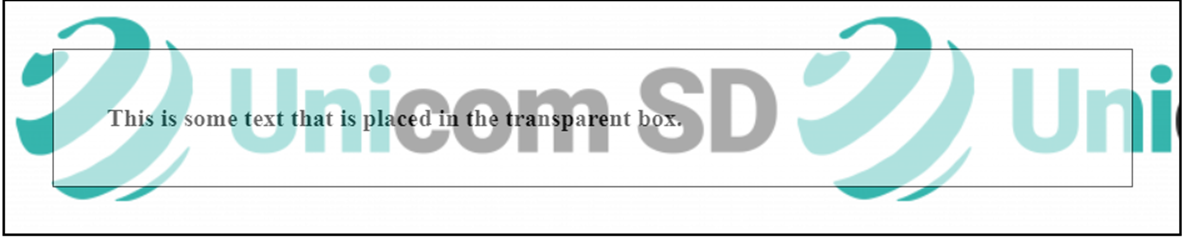 Unicom SD Uni
This is some text that is placed in the transparent box.